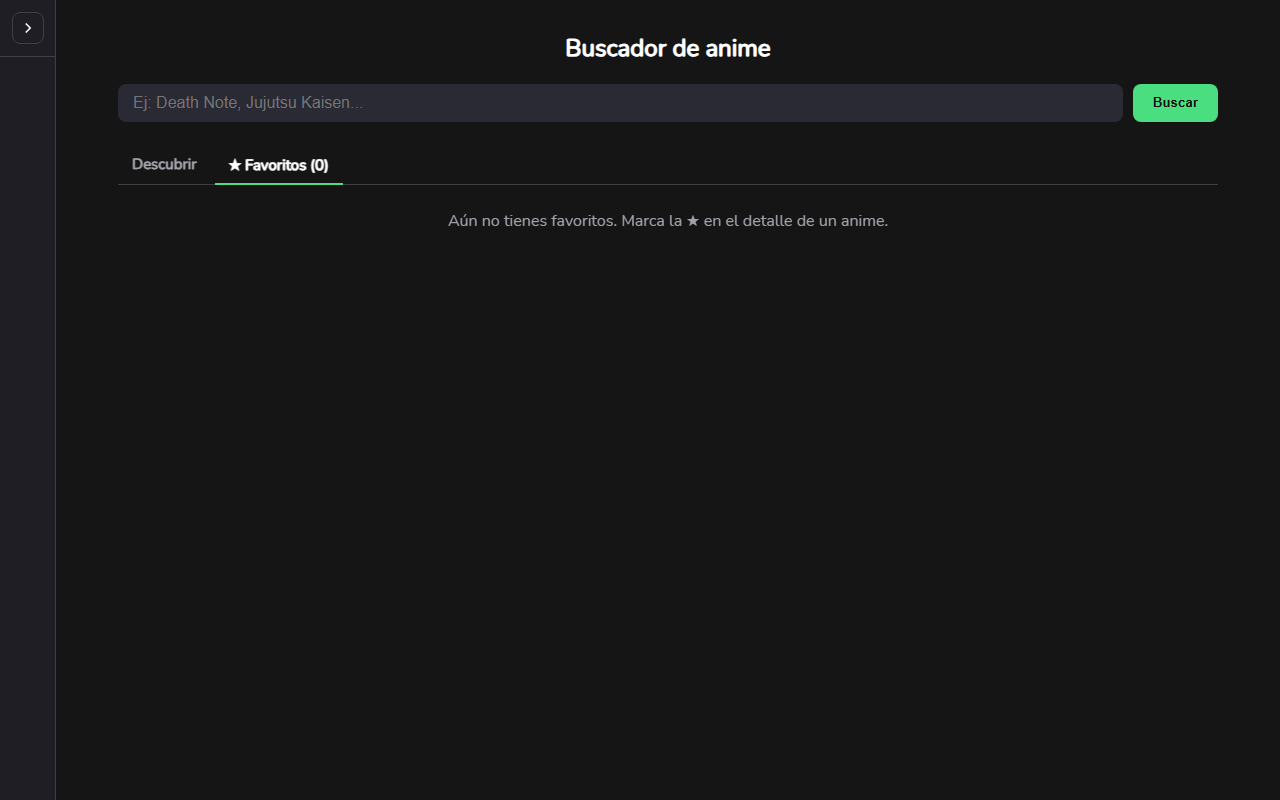 Buscador de anime
Ej: Death Note, Jujutsu Kaisen...
Buscar
Descubrir
★ Favoritos (0)
Aún no tienes favoritos. Marca la ★ en el detalle de un anime.